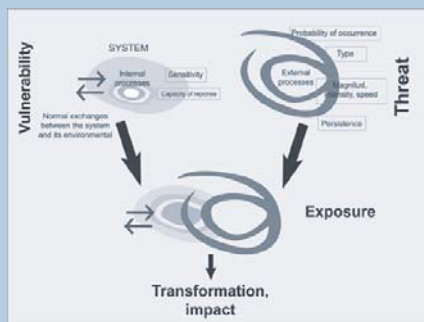 Vulnerability
SYSTEM
Internal
processes
Sensitivity
Capacity of reponse
Normal exchanges
between the system
and its environmental
Probability of occurrence
Type
External
processes
Magnitud,
intensity, speed
Persistence
Threat
Exposure
Transformation,
impact